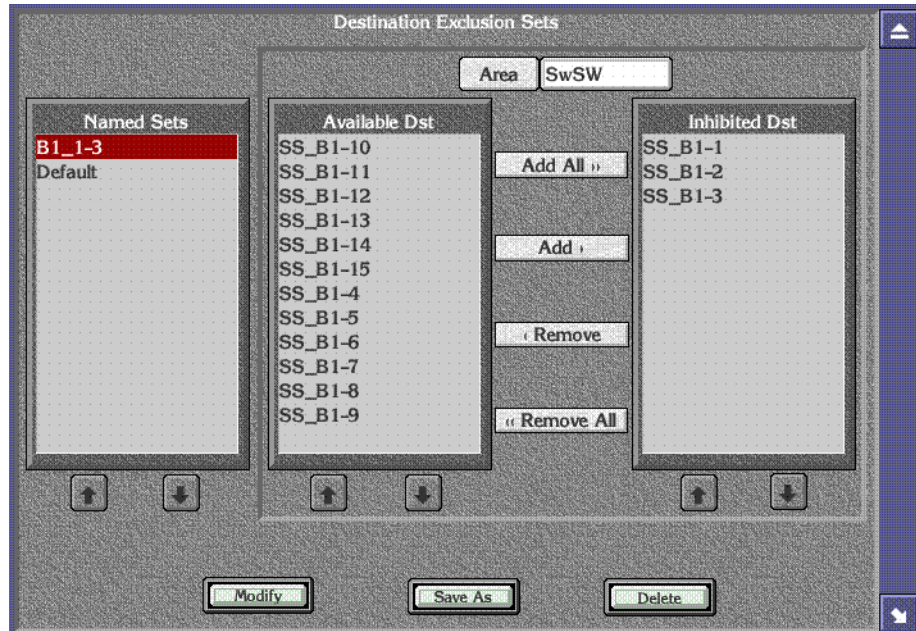 Destination Exclusion Sets
Area SwSW
Named Sets
B1_1-3
Default
Available Dst
SS_B1-10
SS_B1-11
SS_B1-12
SS_B1-13
SS_B1-14
SS_B1-15
SS_B1-4
SS_B1-5
SS_B1-6
SS_B1-7
SS_B1-8
SS_B1-9
Add All ››
Add ›
‹ Remove
‹‹ Remove All
Inhibited Dst
SS_B1-1
SS_B1-2
SS_B1-3
Modify
Save As
Delete